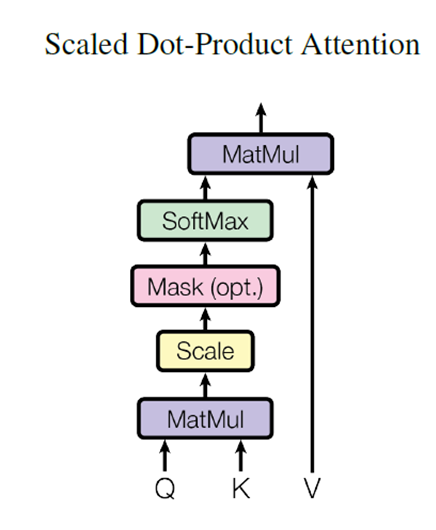 Scaled Dot-Product Attention
MatMul
SoftMax
Mask (opt.)
Scale
MatMul
Q K V